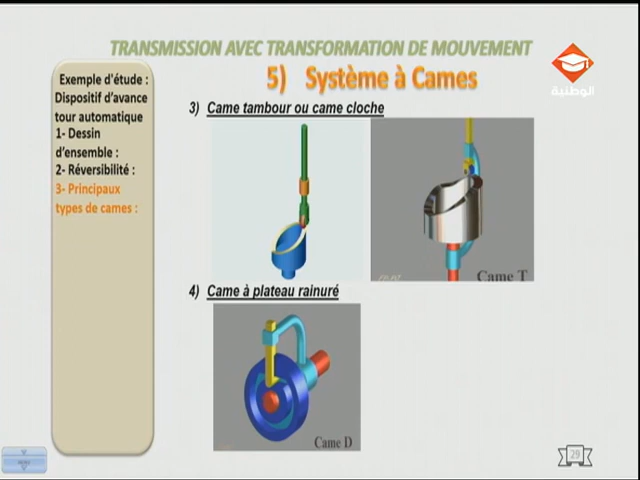 TRANSMISSION AVEC TRANSFORMATION DE MOUVEMENT
5) Système à Cames
الوطنية
Exemple d'étude :
Dispositif d'avance
tour automatique
1- Dessin
d'ensemble :
2- Réversibilité :
3- Principaux
types de cames :
3) Came tambour ou came cloche
Came T
4) Came à plateau rainuré
Came D
29